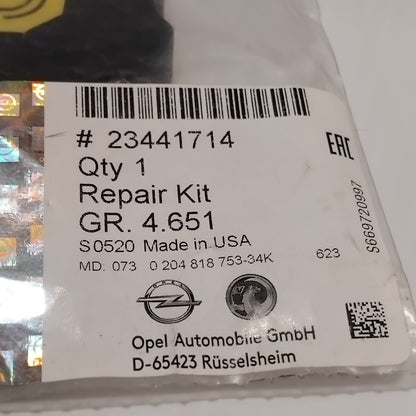 # 23441714
Qty 1
Repair Kit
GR. 4.651
S0520 Made in USA
MD. 073 0 204 818 753-34K 623
EAC
S669720997
OPEL
Opel Automobile GmbH
D-65423 Rüsselsheim